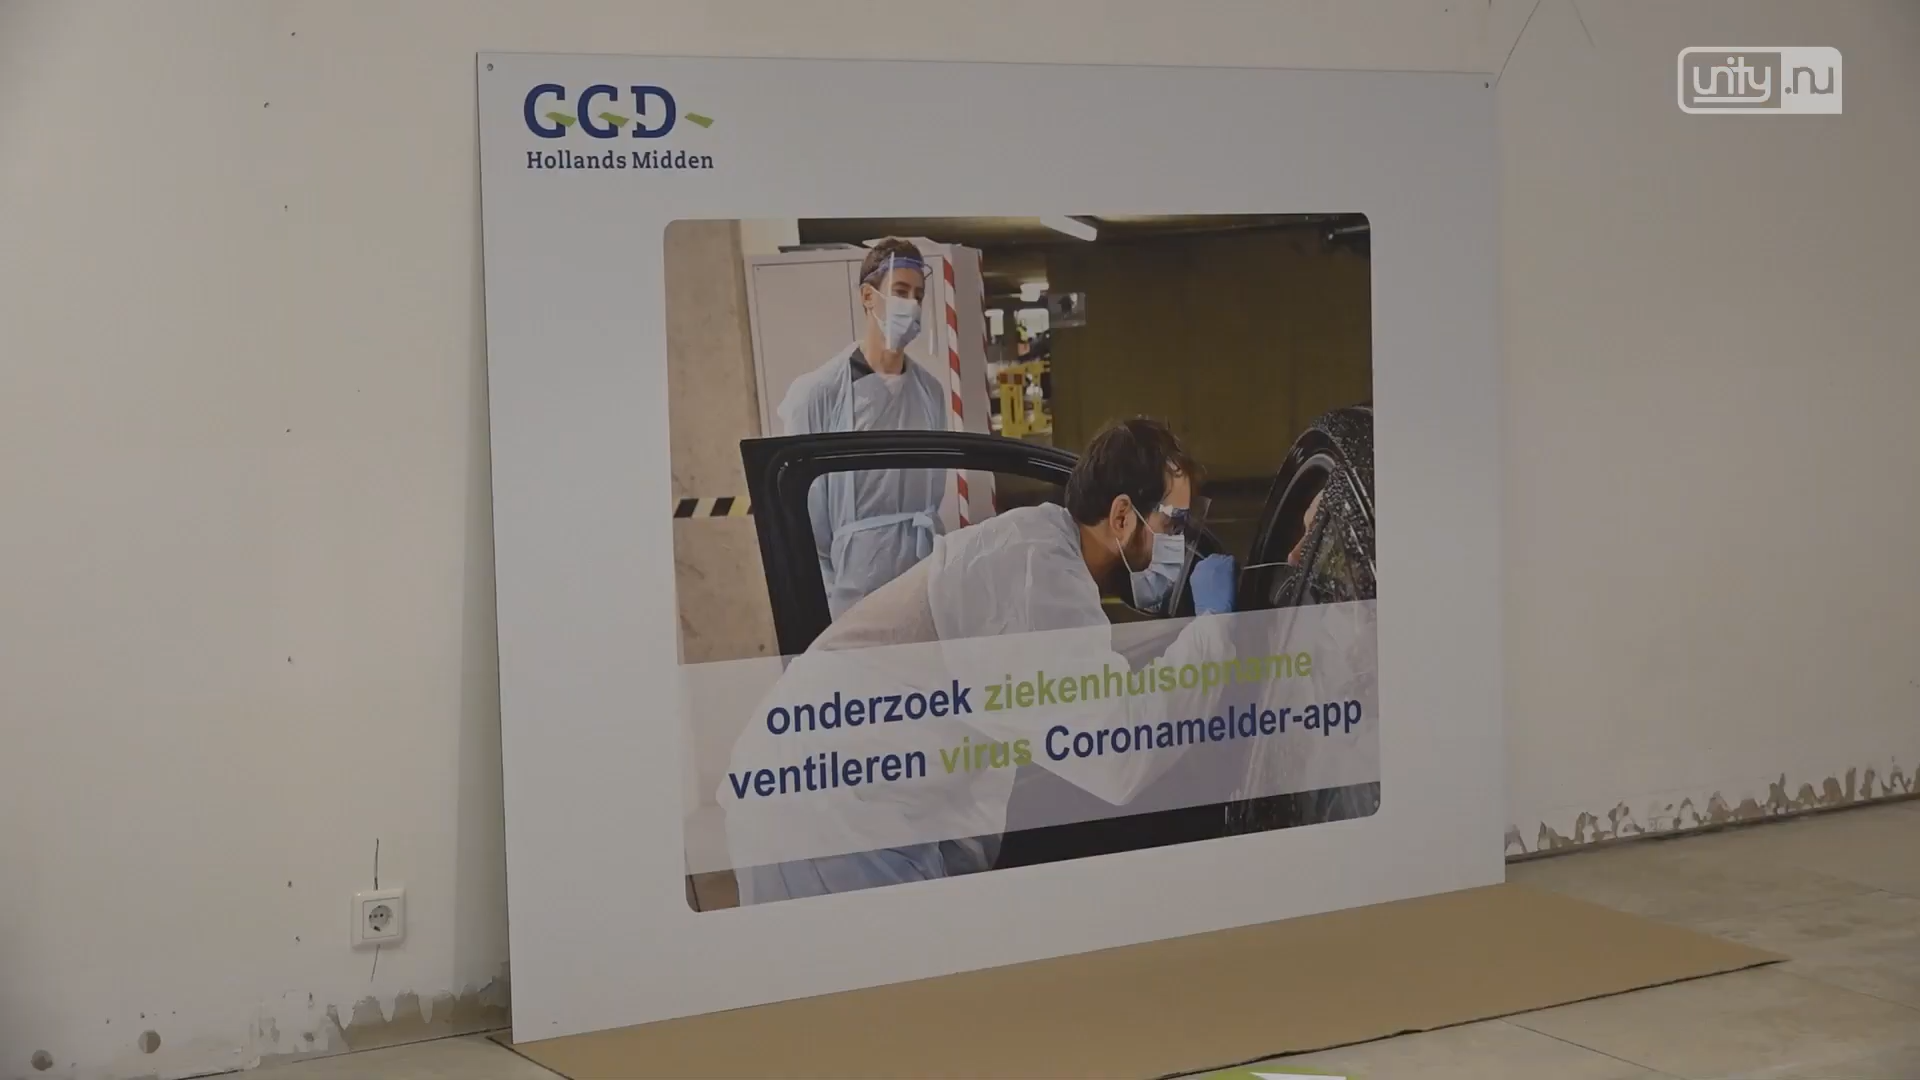 GGD
Hollands Midden
unity.nu
onderzoek ziekenhuisopname
ventileren virus Coronamelder-app